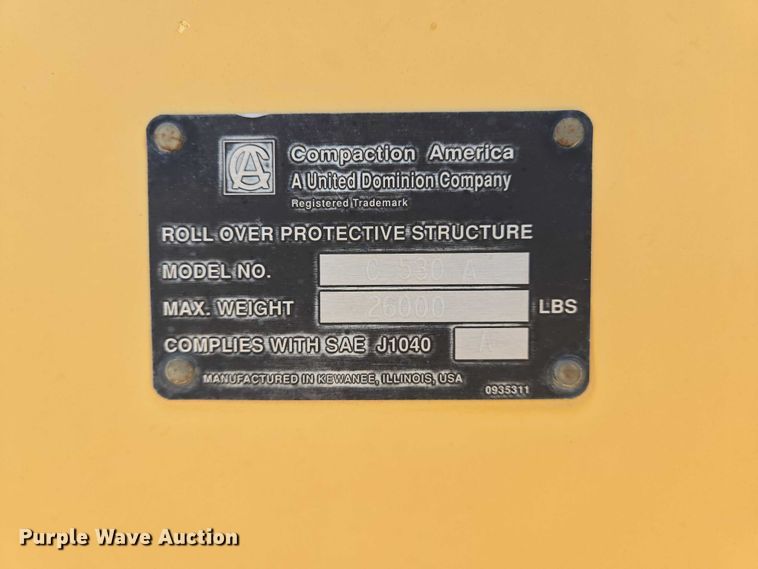 CA
Compaction America
A United Dominion Company
Registered Trademark
ROLL OVER PROTECTIVE STRUCTURE
MODEL NO. C 530 A
MAX. WEIGHT 26000 LBS
COMPLIES WITH SAE J1040 A
MANUFACTURED IN KEWANEE, ILLINOIS, USA 0935311
Purple Wave Auction